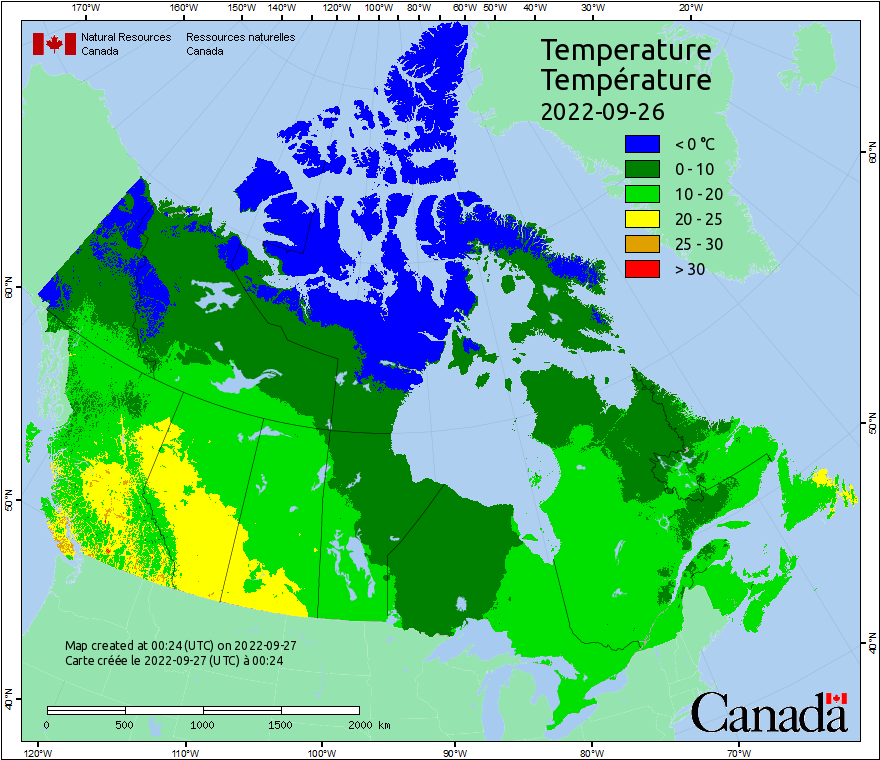 170°W 160°W 150°W 140°W 120°W 100°W 80°W 60°W 50°W 40°W 30°W 20°W
Natural Resources Ressources naturelles
Canada Canada
Temperature
Température
2022-09-26
< 0 °C
0 - 10
10 - 20
20 - 25
25 - 30
> 30
60°N
60°N
50°N
50°N
40°N
40°N
Map created at 00:24 (UTC) on 2022-09-27
Carte créée le 2022-09-27 (UTC) à 00:24
0 500 1000 1500 2000 km
Canada
120°W 110°W 100°W 90°W 80°W 70°W